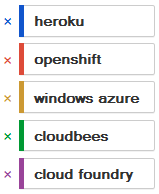 × heroku
× openshift
× windows azure
× cloudbees
× cloud foundry